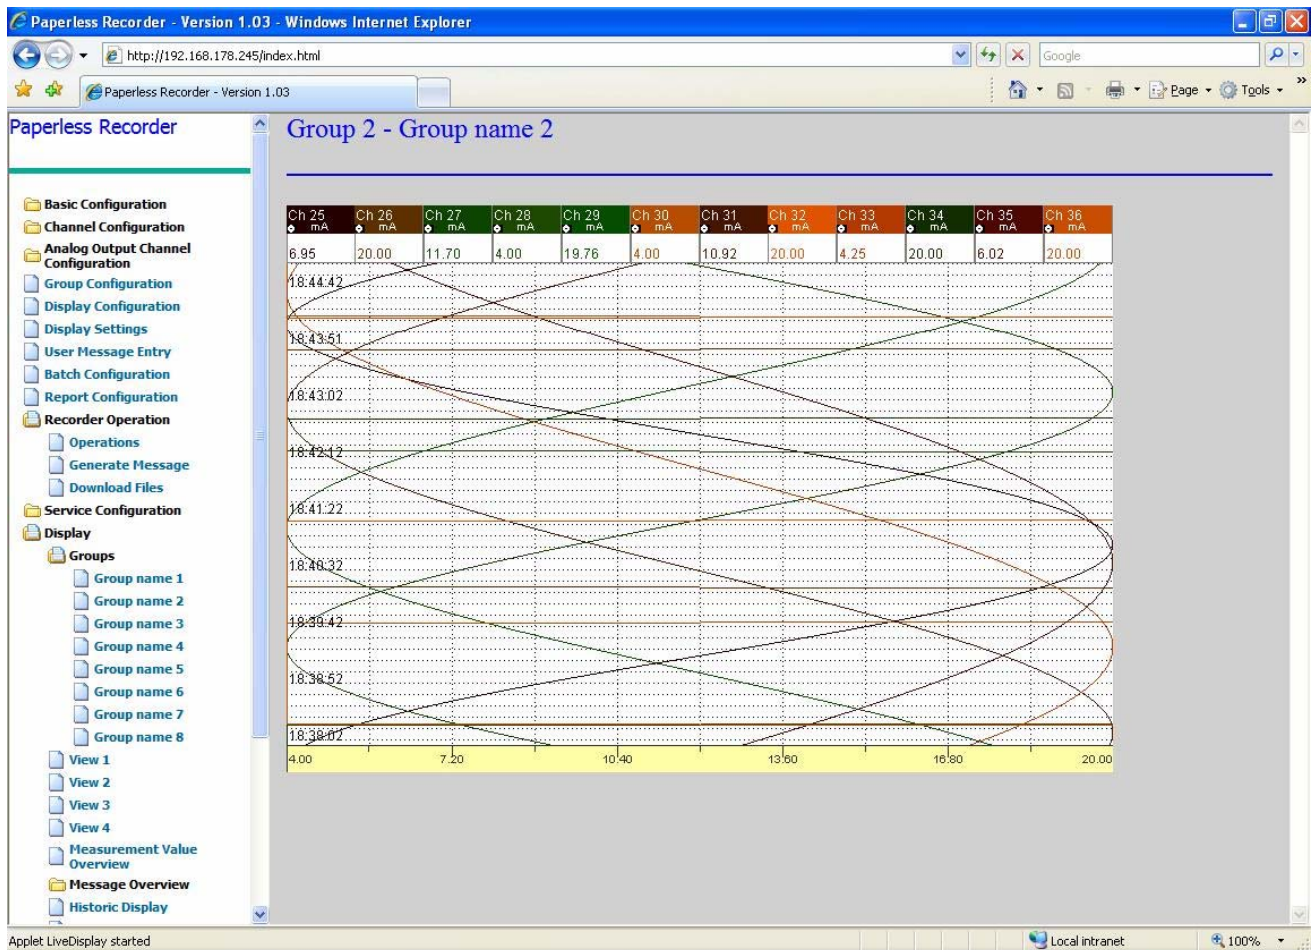 Paperless Recorder - Version 1.03 - Windows Internet Explorer
http://192.168.178.245/index.html
Google
Paperless Recorder - Version 1.03
Page
Tools
»
Paperless Recorder
Basic Configuration
Channel Configuration
Analog Output Channel
Configuration
Group Configuration
Display Configuration
Display Settings
User Message Entry
Batch Configuration
Report Configuration
Recorder Operation
Operations
Generate Message
Download Files
Service Configuration
Display
Groups
Group name 1
Group name 2
Group name 3
Group name 4
Group name 5
Group name 6
Group name 7
Group name 8
View 1
View 2
View 3
View 4
Measurement Value
Overview
Message Overview
Historic Display
Group 2 - Group name 2
Ch 25 Ch 26 Ch 27 Ch 28 Ch 29 Ch 30 Ch 31 Ch 32 Ch 33 Ch 34 Ch 35 Ch 36
mA mA mA mA mA mA mA mA mA mA mA mA
6.95 20.00 11.70 4.00 19.76 4.00 10.92 20.00 4.25 20.00 6.02 20.00
18:44:42
18:43:51
18:43:02
18:42:12
18:41:22
18:40:32
18:39:42
18:38:52
18:38:02
4.00 7.20 10.40 13.60 16.80 20.00
Applet LiveDisplay started
Local intranet
100%